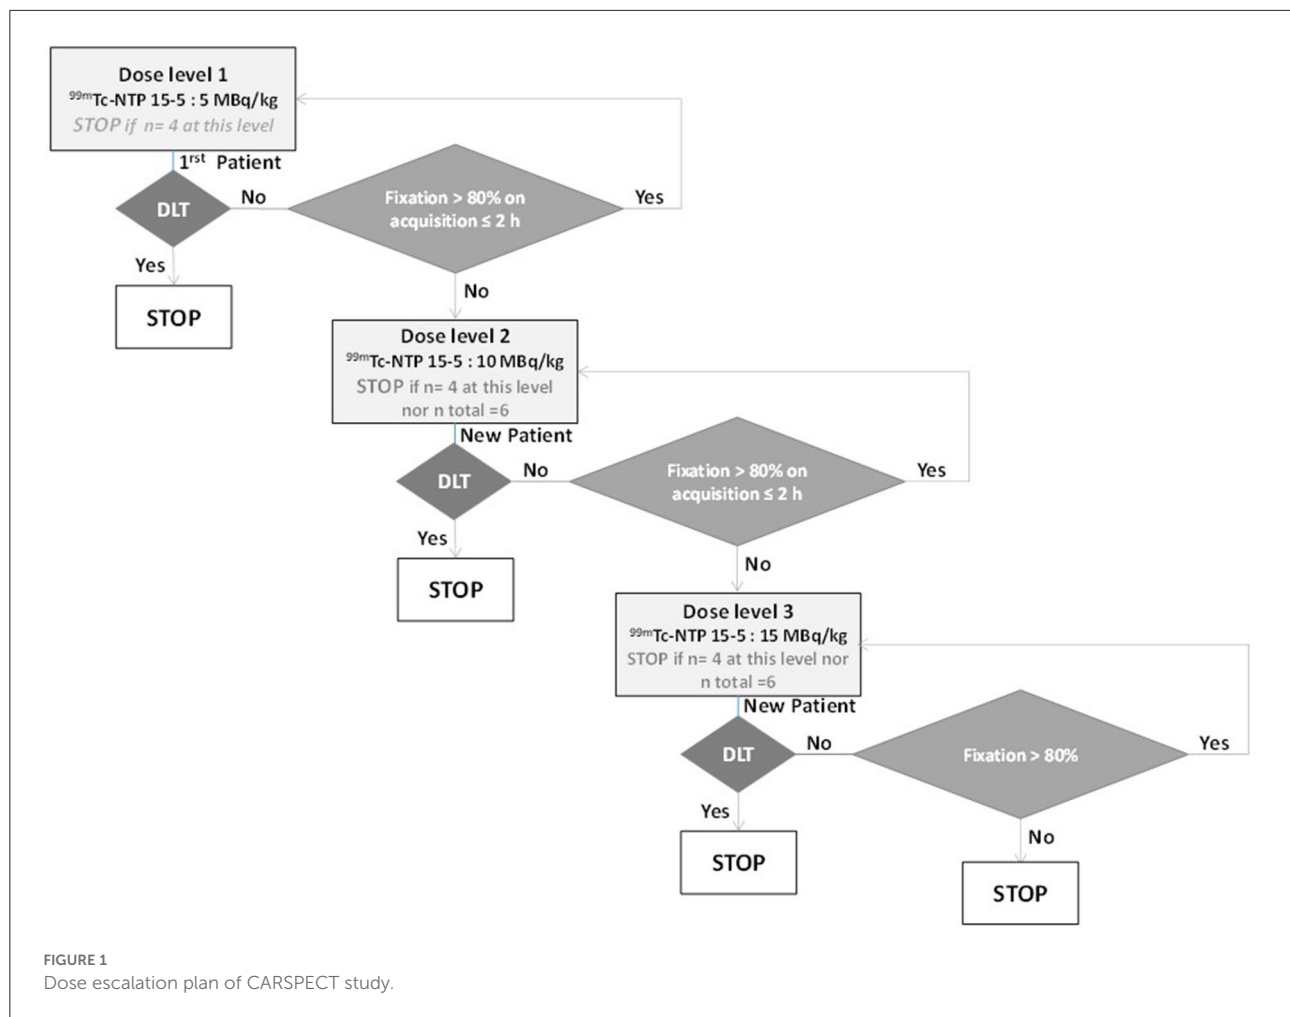 Dose level 1
99mTc-NTP 15-5 : 5 MBq/kg
STOP if n= 4 at this level
1rst Patient
DLT
No
Fixation > 80% on
acquisition ≤ 2 h
Yes
Yes
STOP
No
Dose level 2
99mTc-NTP 15-5 : 10 MBq/kg
STOP if n= 4 at this level
nor n total =6
New Patient
DLT
No
Fixation > 80% on
acquisition ≤ 2 h
Yes
Yes
STOP
No
Dose level 3
99mTc-NTP 15-5 : 15 MBq/kg
STOP if n= 4 at this level nor
n total =6
New Patient
DLT
No
Fixation > 80%
Yes
Yes
STOP
No
STOP
FIGURE 1
Dose escalation plan of CARSPECT study.